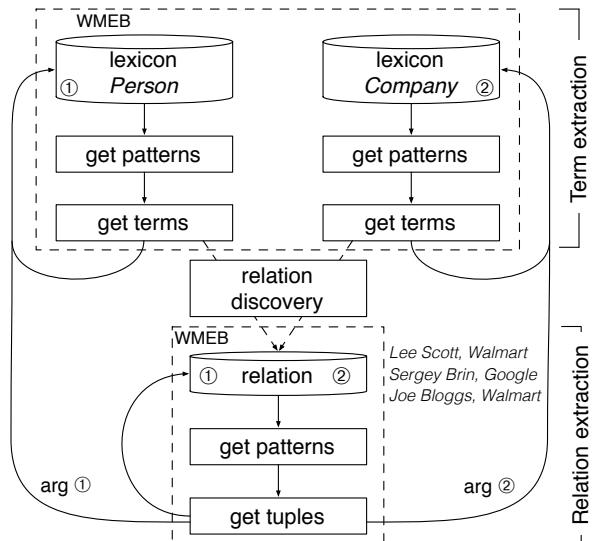 WMEB
lexicon
Person
①
lexicon
Company
②
get patterns
get patterns
get terms
get terms
Term extraction
relation
discovery
WMEB
① relation ②
Lee Scott, Walmart
Sergey Brin, Google
Joe Bloggs, Walmart
get patterns
arg ①
arg ②
get tuples
Relation extraction